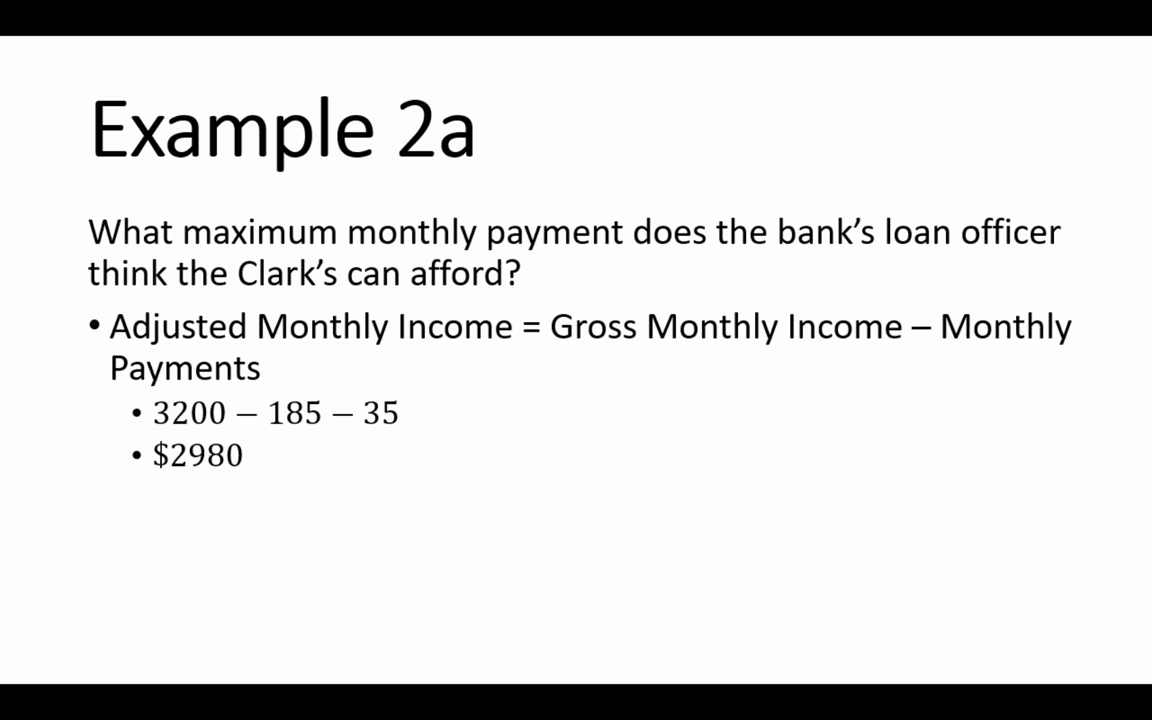 Example 2a
What maximum monthly payment does the bank’s loan officer
think the Clark’s can afford?
• Adjusted Monthly Income = Gross Monthly Income – Monthly
Payments
• 3200 − 185 − 35
• $2980